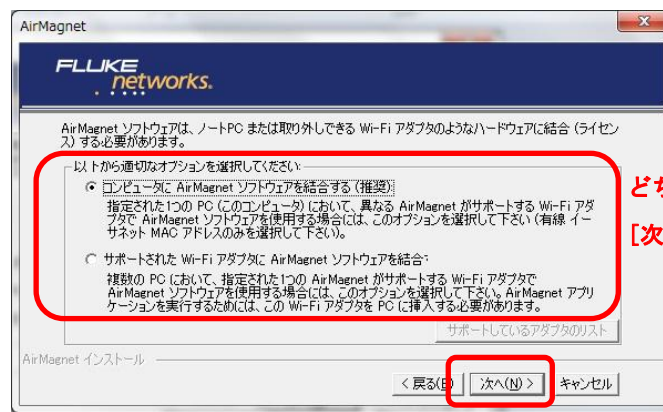 AirMagnet
FLUKE
networks.
AirMagnet ソフトウェアは、ノートPC または取り外しできる Wi-Fi アダプタのようなハードウェアに結合 (ライセン
ス) する必要があります。
以下から適切なオプションを選択してください:
コンピュータに AirMagnet ソフトウェアを結合する (推奨):
指定された1つの PC (このコンピュータ) において、異なる AirMagnet がサポートする Wi-Fi アダ
プタで AirMagnet ソフトウェアを使用する場合には、このオプションを選択して下さい (有線 イー
サネット MAC アドレスのみを選択して下さい)。
サポートされた Wi-Fi アダプタに AirMagnet ソフトウェアを結合
複数の PC において、指定された1つの AirMagnet がサポートする Wi-Fi アダプタで
AirMagnet ソフトウェアを使用する場合には、このオプションを選択して下さい。AirMagnet アプリ
ケーションを実行するためには、この Wi-Fi アダプタを PC に挿入する必要があります。
サポートしているアダプタのリスト
AirMagnet インストール
< 戻る(B) 次へ(N) > キャンセル
ど
[次